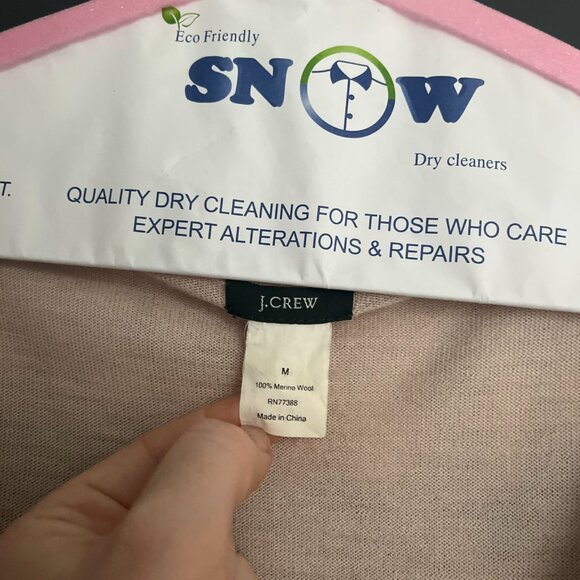 Eco Friendly
SNOW
Dry cleaners
T.
QUALITY DRY CLEANING FOR THOSE WHO CARE
EXPERT ALTERATIONS & REPAIRS
J.CREW
M
100% Merino Wool
RN77388
Made in China